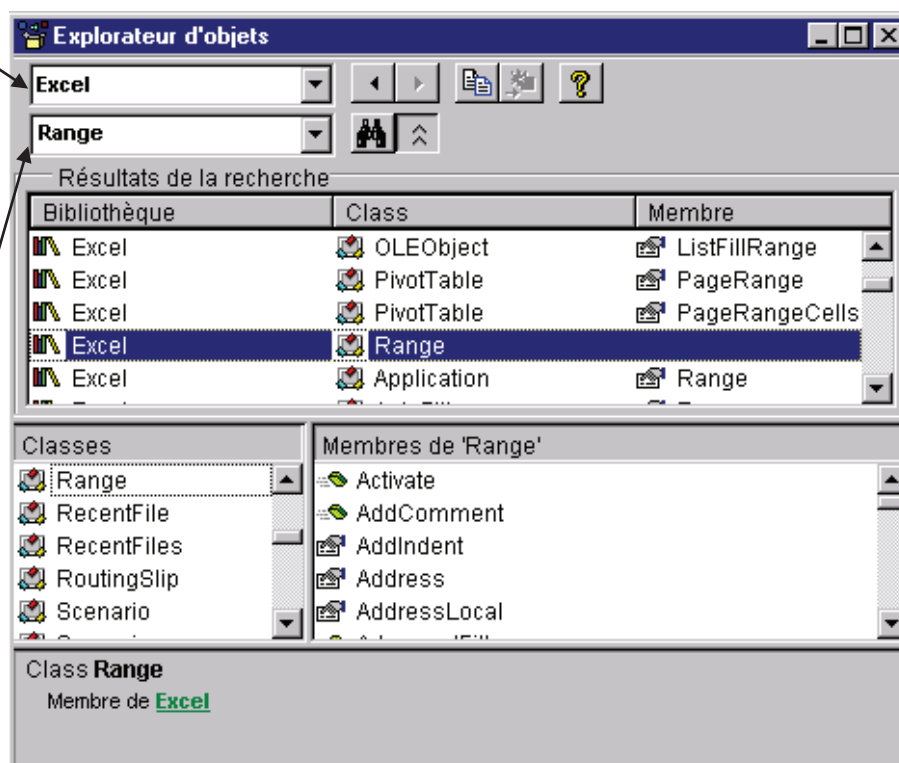 Explorateur d'objets
Excel
Range
Résultats de la recherche
Bibliothèque Class Membre
Excel OLEObject ListFillRange
Excel PivotTable PageRange
Excel PivotTable PageRangeCells
Excel Range
Excel Application Range
Classes Membres de 'Range'
Range Activate
RecentFile AddComment
RecentFiles AddIndent
RoutingSlip Address
Scenario AddressLocal
Class Range
Membre de Excel